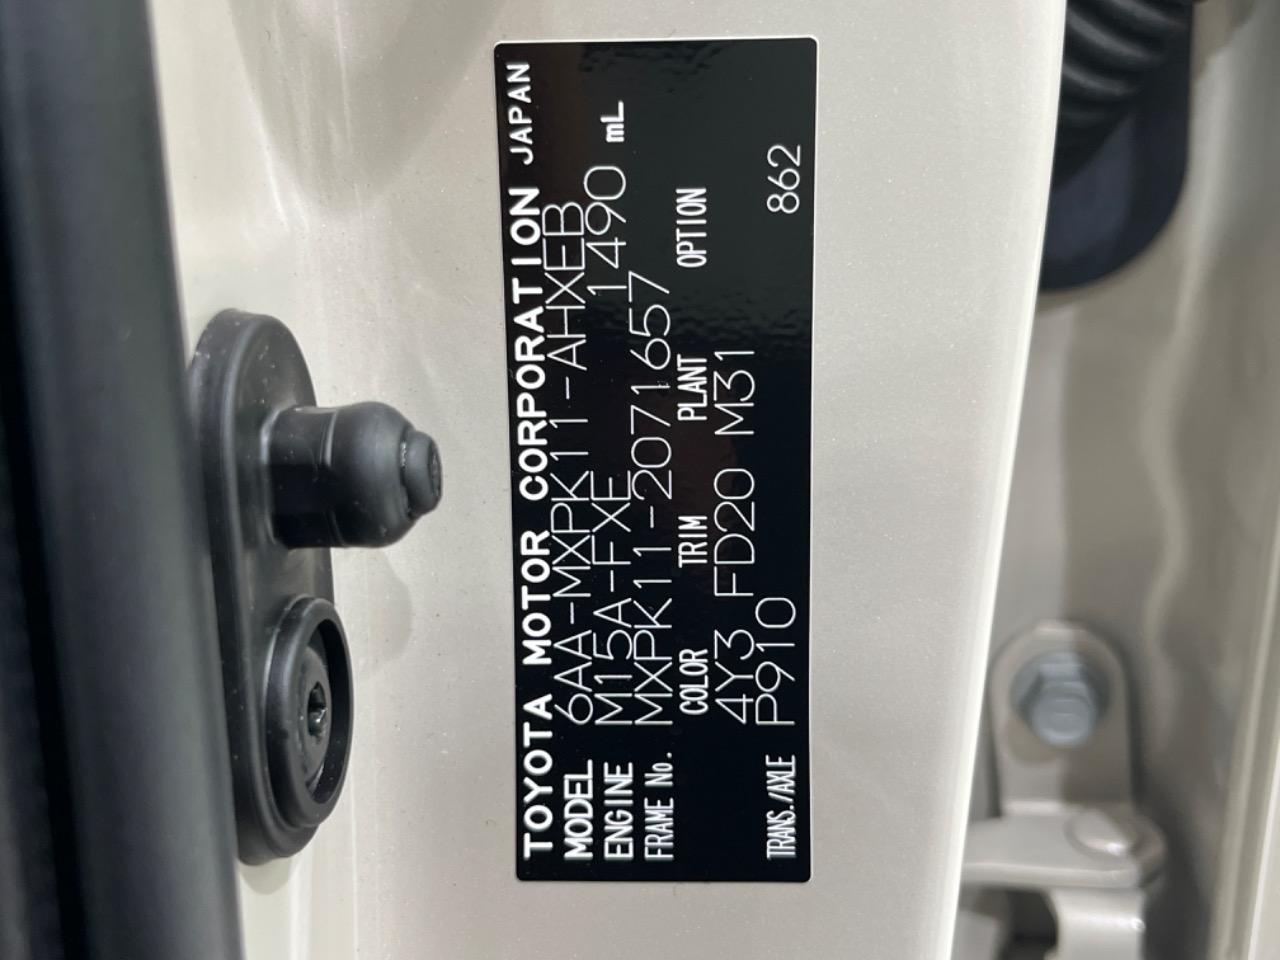 TOYOTA MOTOR CORPORATION JAPAN
MODEL 6AA-MXPK11-AHXEB
ENGINE M15A-FXE 1490 mL
FRAME No. MXPK11-2071657
COLOR TRIM PLANT OPTION
4Y3 FD20 M31
TRANS./AXLE P910 862